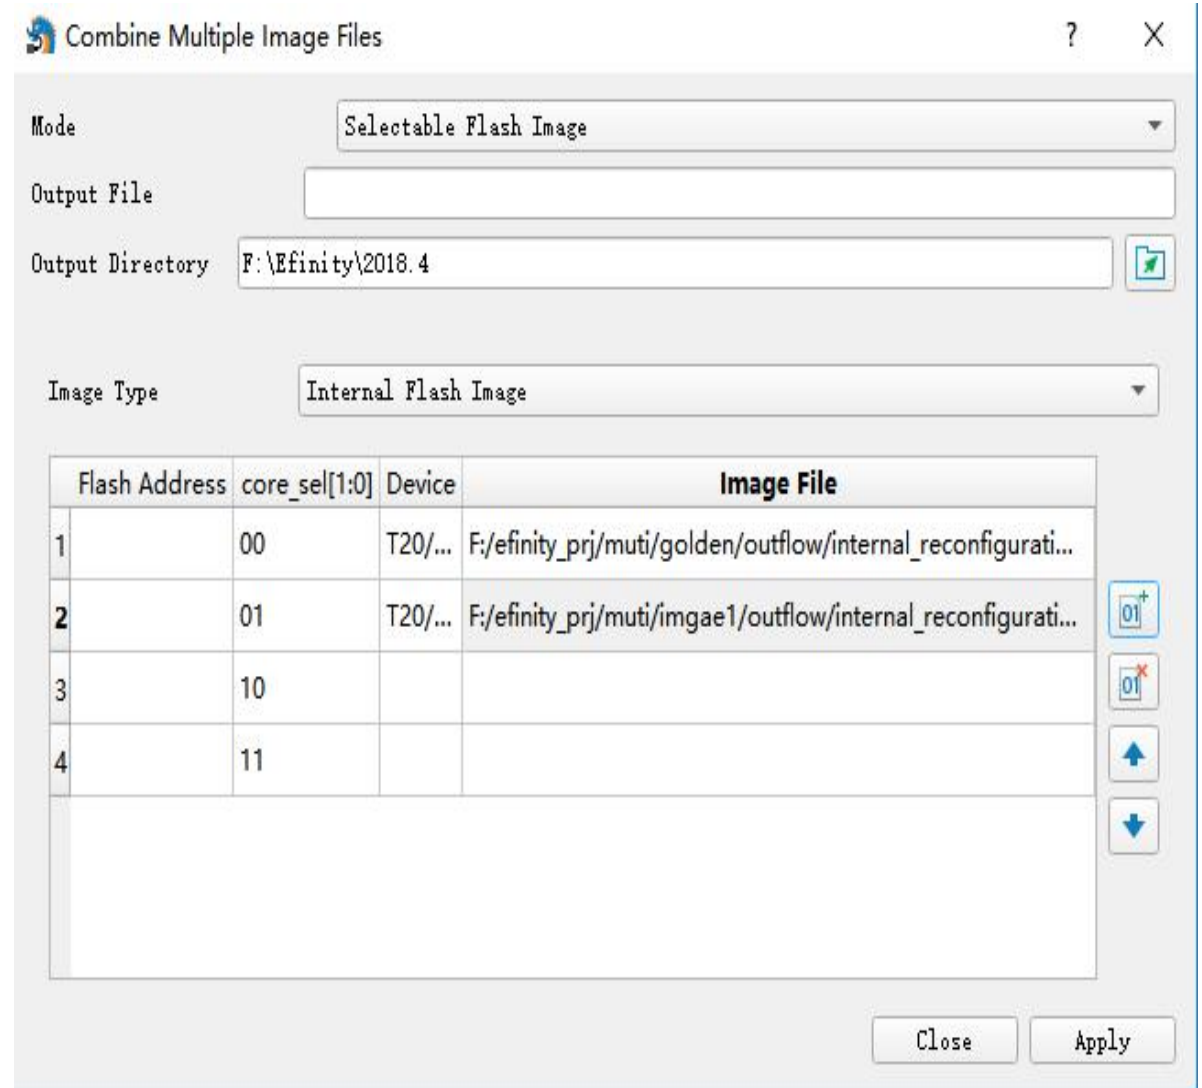 Combine Multiple Image Files ? X
Mode Selectable Flash Image
Output File
Output Directory F:\Efinity\2018.4
Image Type Internal Flash Image
Flash Address core_sel[1:0] Device Image File
1 00 T20/... F:/efinity_prj/muti/golden/outflow/internal_reconfigurati...
2 01 T20/... F:/efinity_prj/muti/imgae1/outflow/internal_reconfigurati...
01
3 10
01
4 11
Close Apply